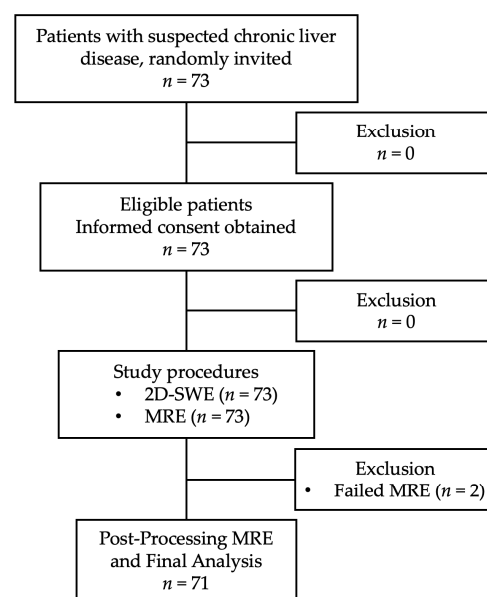 Patients with suspected chronic liver
disease, randomly invited
n = 73
Exclusion
n = 0
Eligible patients
Informed consent obtained
n = 73
Exclusion
n = 0
Study procedures
• 2D-SWE (n = 73)
• MRE (n = 73)
Exclusion
• Failed MRE (n = 2)
Post-Processing MRE
and Final Analysis
n = 71